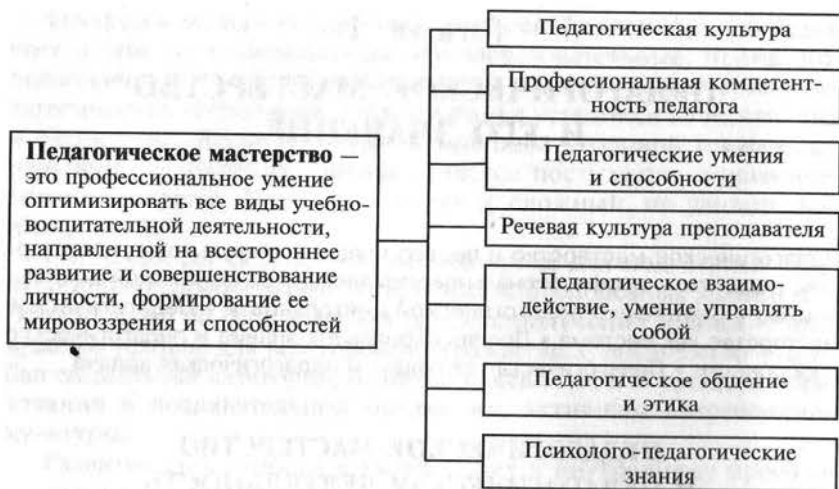 Педагогическое мастерство —
это профессиональное умение
оптимизировать все виды учебно-
воспитательной деятельности,
направленной на всестороннее
развитие и совершенствование
личности, формирование ее
мировоззрения и способностей
Педагогическая культура
Профессиональная компетент-
ность педагога
Педагогические умения
и способности
Речевая культура преподавателя
Педагогическое взаимо-
действие, умение управлять
собой
Педагогическое общение
и этика
Психолого-педагогические
знания